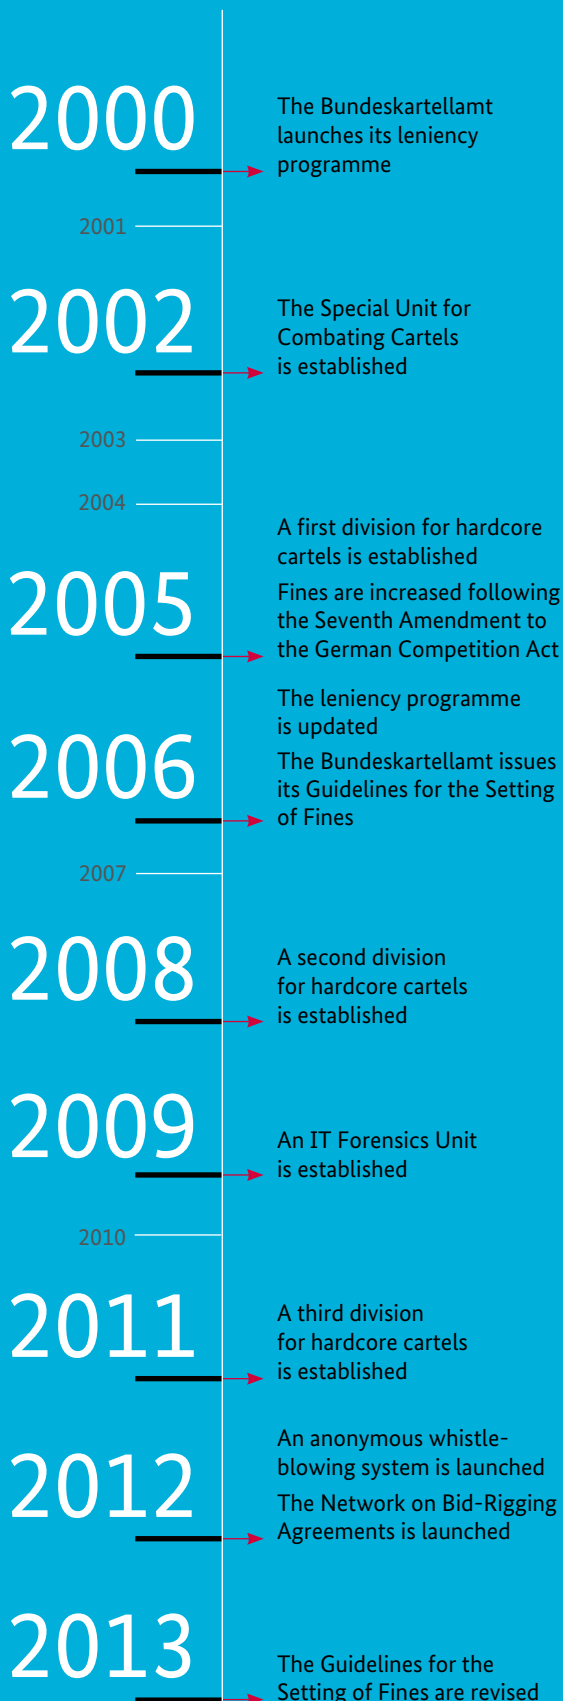 2000
The Bundeskartellamt
launches its leniency
programme
2001
2002
The Special Unit for
Combating Cartels
is established
2003
2004
2005
A first division for hardcore
cartels is established
Fines are increased following
the Seventh Amendment to
the German Competition Act
2006
The leniency programme
is updated
The Bundeskartellamt issues
its Guidelines for the Setting
of Fines
2007
2008
A second division
for hardcore cartels
is established
2009
An IT Forensics Unit
is established
2010
2011
A third division
for hardcore cartels
is established
2012
An anonymous whistle-
blowing system is launched
The Network on Bid-Rigging
Agreements is launched
2013
The Guidelines for the
Setting of Fines are revised